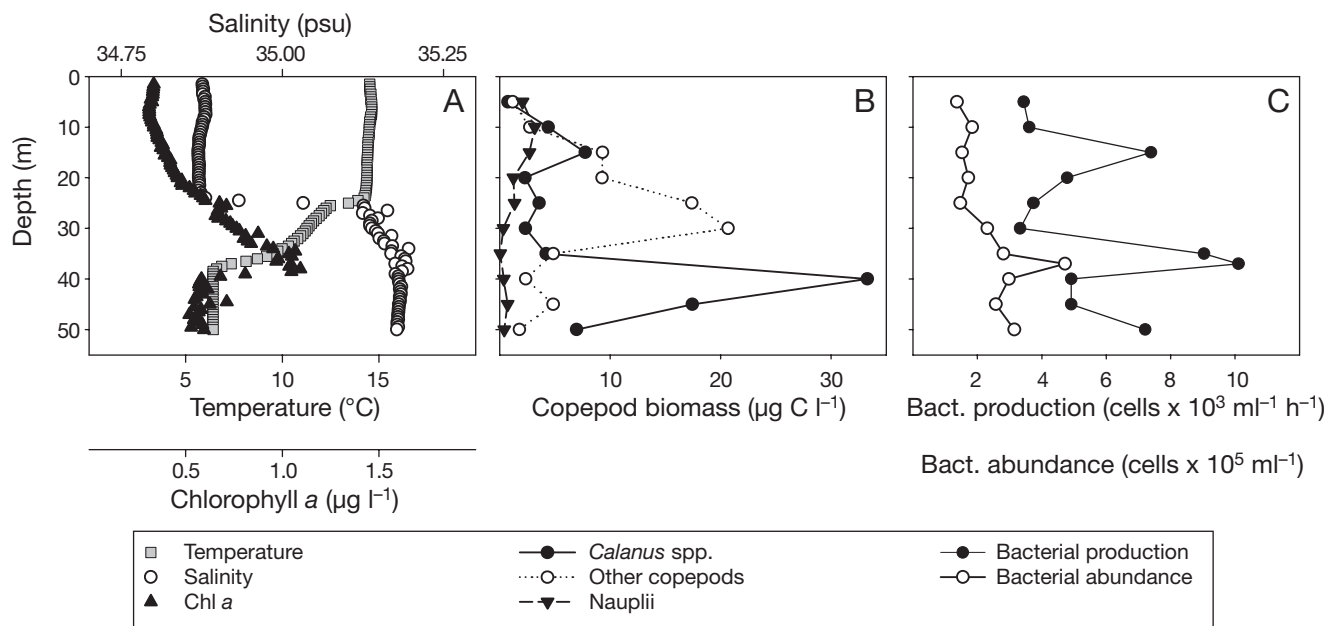 Salinity (psu)
34.75 35.00 35.25
A
B
C
0
10
20
30
40
50
Depth (m)
5 10 15
Temperature (°C)
10 20 30
Copepod biomass (µg C l⁻¹)
2 4 6 8 10
Bact. production (cells x 10³ ml⁻¹ h⁻¹)
Bact. abundance (cells x 10⁵ ml⁻¹)
0.5 1.0 1.5
Chlorophyll a (µg l⁻¹)
Temperature
Salinity
Chl a
Calanus spp.
Other copepods
Nauplii
Bacterial production
Bacterial abundance